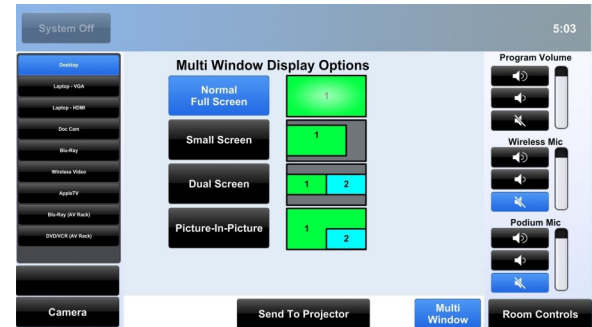 System Off
5:03
Desktop
Laptop - VGA
Laptop - HDMI
Doc Cam
Blu-Ray
Wireless Video
AppleTV
Blu-Ray (AV Rack)
DVD/VCR (AV Rack)
Camera
Multi Window Display Options
Normal
Full Screen
1
Small Screen
1
Dual Screen
1 2
Picture-In-Picture
1
2
Program Volume
Wireless Mic
Podium Mic
Send To Projector
Multi
Window
Room Controls